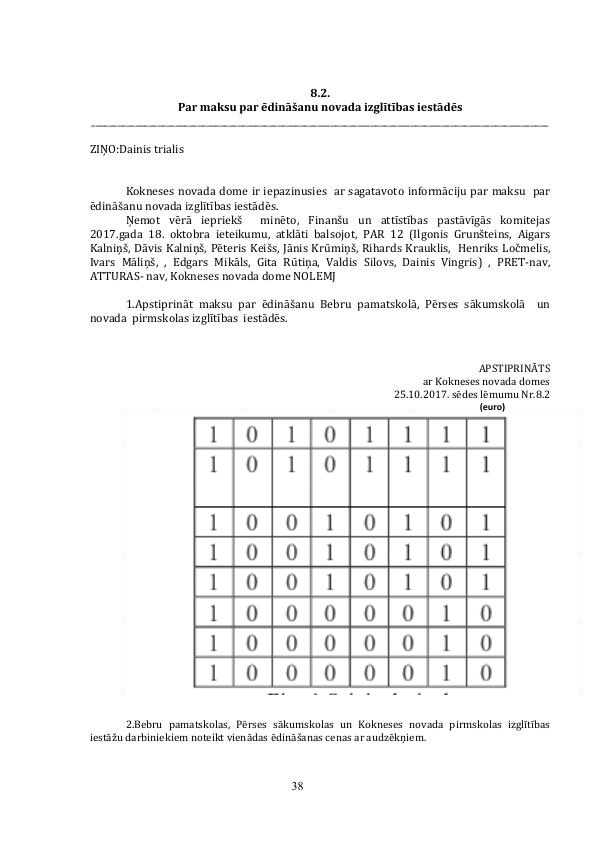 8.2.
Par maksu par ēdināšanu novada izglītības iestādēs
ZIŅO:Dainis trialis
Kokneses novada dome ir iepazinusies ar sagatavoto informāciju par maksu par
ēdināšanu novada izglītības iestādēs.
Ņemot vērā iepriekš minēto, Finanšu un attīstības pastāvīgās komitejas
2017.gada 18. oktobra ieteikumu, atklāti balsojot, PAR 12 (Ilgonis Grunšteins, Aigars
Kalniņš, Dāvis Kalniņš, Pēteris Keišs, Jānis Krūmiņš, Rihards Krauklis, Henriks Ločmelis,
Ivars Māliņš, , Edgars Mikāls, Gita Rūtiņa, Valdis Silovs, Dainis Vingris) , PRET-nav,
ATTURAS- nav, Kokneses novada dome NOLEMJ
1.Apstiprināt maksu par ēdināšanu Bebru pamatskolā, Pērses sākumskolā un
novada pirmskolas izglītības iestādēs.
APSTIPRINĀTS
ar Kokneses novada domes
25.10.2017. sēdes lēmumu Nr.8.2
(euro)
1 0 1 0 1 1 1 1
1 0 1 0 1 1 1 1
1 0 0 1 0 1 0 1
1 0 0 1 0 1 0 1
1 0 0 1 0 1 0 1
1 0 0 0 0 0 1 0
1 0 0 0 0 0 1 0
1 0 0 0 0 0 1 0
2.Bebru pamatskolas, Pērses sākumskolas un Kokneses novada pirmskolas izglītības
iestāžu darbiniekiem noteikt vienādas ēdināšanas cenas ar audzēkņiem.
38